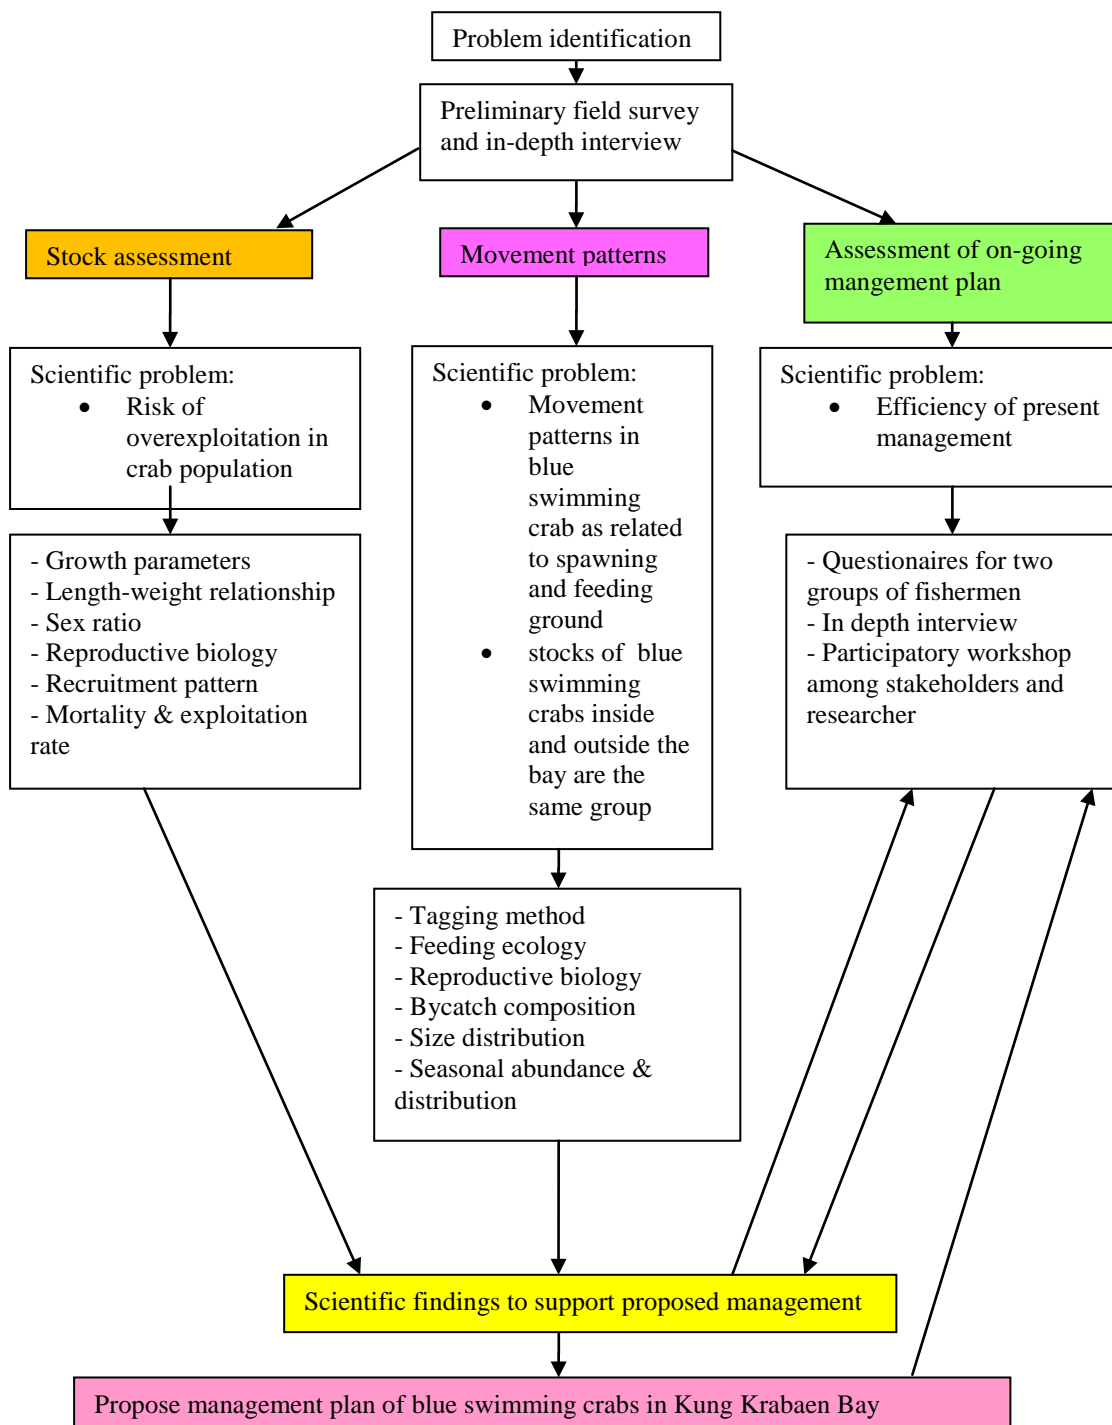 Problem identification
Preliminary field survey
and in-depth interview
Stock assessment
Movement patterns
Assessment of on-going
mangement plan
Scientific problem:
• Risk of
overexploitation in
crab population
Scientific problem:
• Movement
patterns in
blue
swimming
crab as related
to spawning
and feeding
ground
• stocks of blue
swimming
crabs inside
and outside the
bay are the
same group
Scientific problem:
• Efficiency of present
management
- Growth parameters
- Length-weight relationship
- Sex ratio
- Reproductive biology
- Recruitment pattern
- Mortality & exploitation
rate
- Questionaires for two
groups of fishermen
- In depth interview
- Participatory workshop
among stakeholders and
researcher
- Tagging method
- Feeding ecology
- Reproductive biology
- Bycatch composition
- Size distribution
- Seasonal abundance &
distribution
Scientific findings to support proposed management
Propose management plan of blue swimming crabs in Kung Krabaen Bay